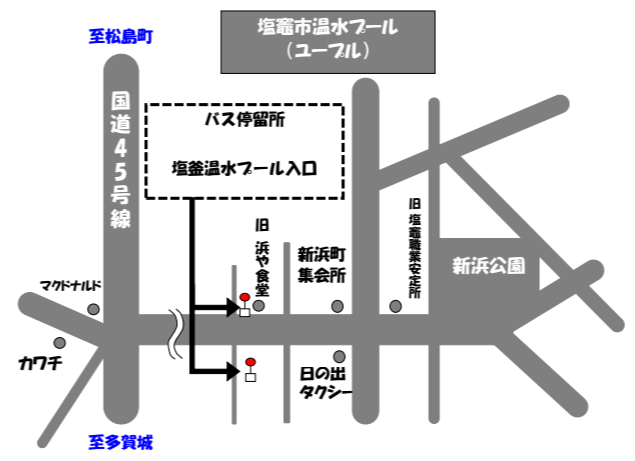 塩竈市温水プール
（ユープル）
至松島町
国道４５号線
バス停留所
塩釜温水プール入口
旧 浜や食堂
新浜町
集会所
旧 塩竈職業安定所
新浜公園
マクドナルド
カワチ
日の出
タクシー
至多賀城